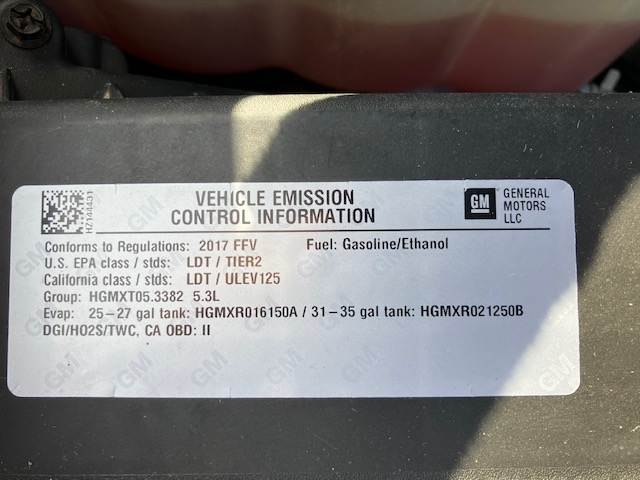 VEHICLE EMISSION
CONTROL INFORMATION
GM
GENERAL
MOTORS
LLC
HZ144431
Conforms to Regulations: 2017 FFV Fuel: Gasoline/Ethanol
U.S. EPA class / stds: LDT / TIER2
California class / stds: LDT / ULEV125
Group: HGMXT05.3382 5.3L
Evap: 25-27 gal tank: HGMXR016150A / 31-35 gal tank: HGMXR021250B
DGI/HO2S/TWC, CA OBD: II